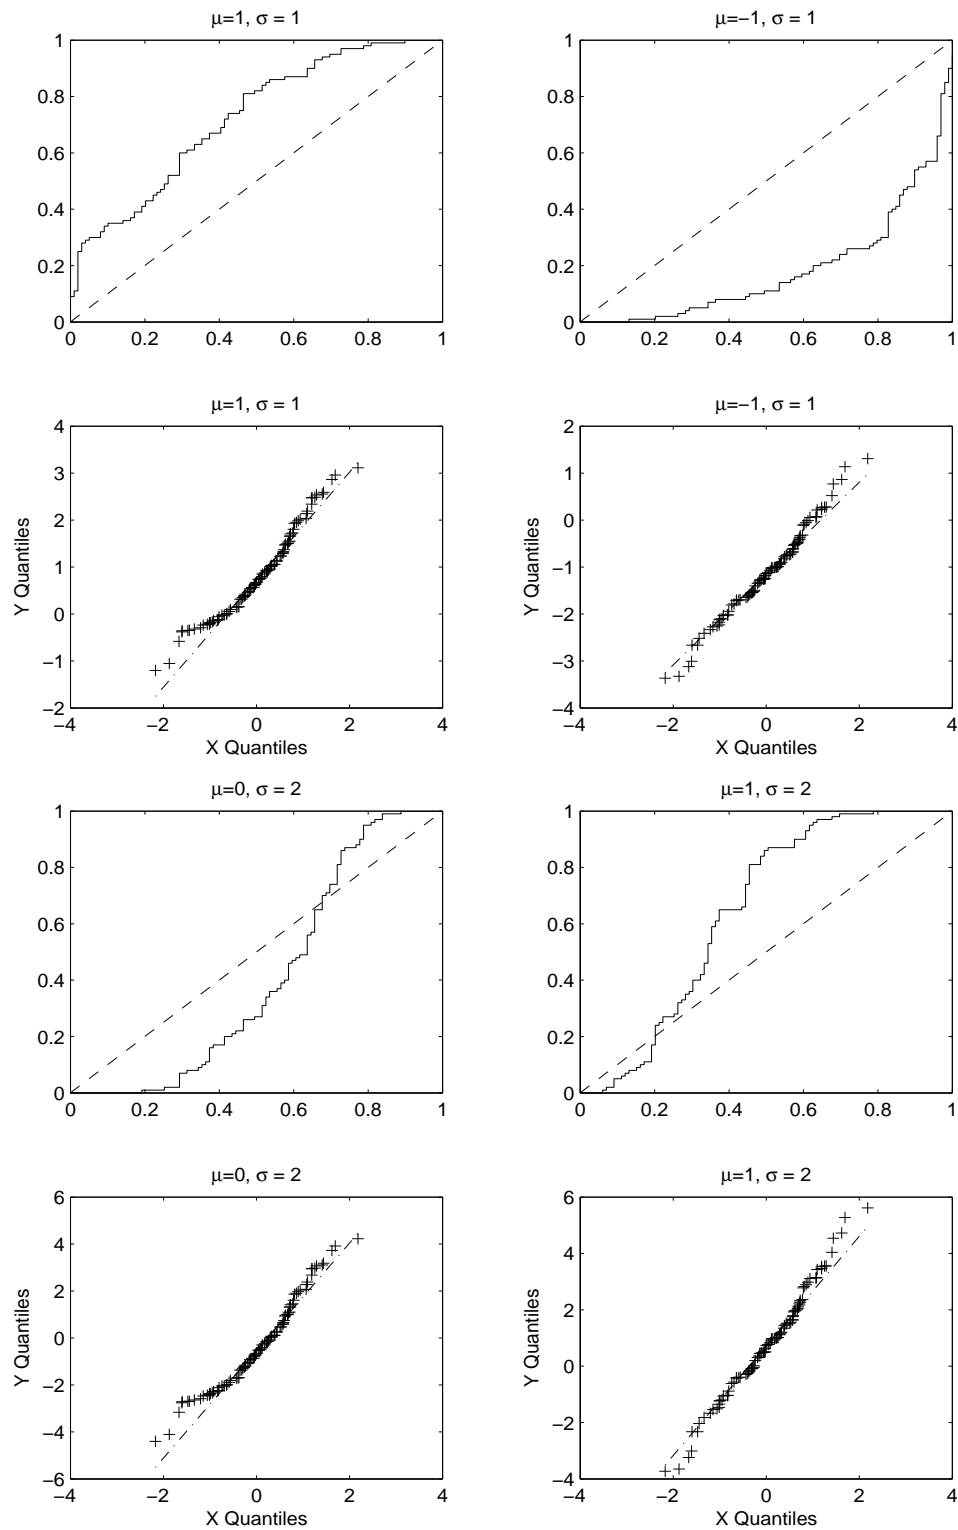 μ=1, σ = 1
1
0.8
0.6
0.4
0.2
0
0 0.2 0.4 0.6 0.8 1
μ=−1, σ = 1
1
0.8
0.6
0.4
0.2
0
0 0.2 0.4 0.6 0.8 1
μ=1, σ = 1
4
3
2
1
0
−1
−2
Y Quantiles
−4 −2 0 2 4
X Quantiles
μ=−1, σ = 1
2
1
0
−1
−2
−3
−4
Y Quantiles
−4 −2 0 2 4
X Quantiles
μ=0, σ = 2
1
0.8
0.6
0.4
0.2
0
0 0.2 0.4 0.6 0.8 1
μ=1, σ = 2
1
0.8
0.6
0.4
0.2
0
0 0.2 0.4 0.6 0.8 1
μ=0, σ = 2
6
4
2
0
−2
−4
−6
Y Quantiles
−4 −2 0 2 4
X Quantiles
μ=1, σ = 2
6
4
2
0
−2
−4
Y Quantiles
−4 −2 0 2 4
X Quantiles